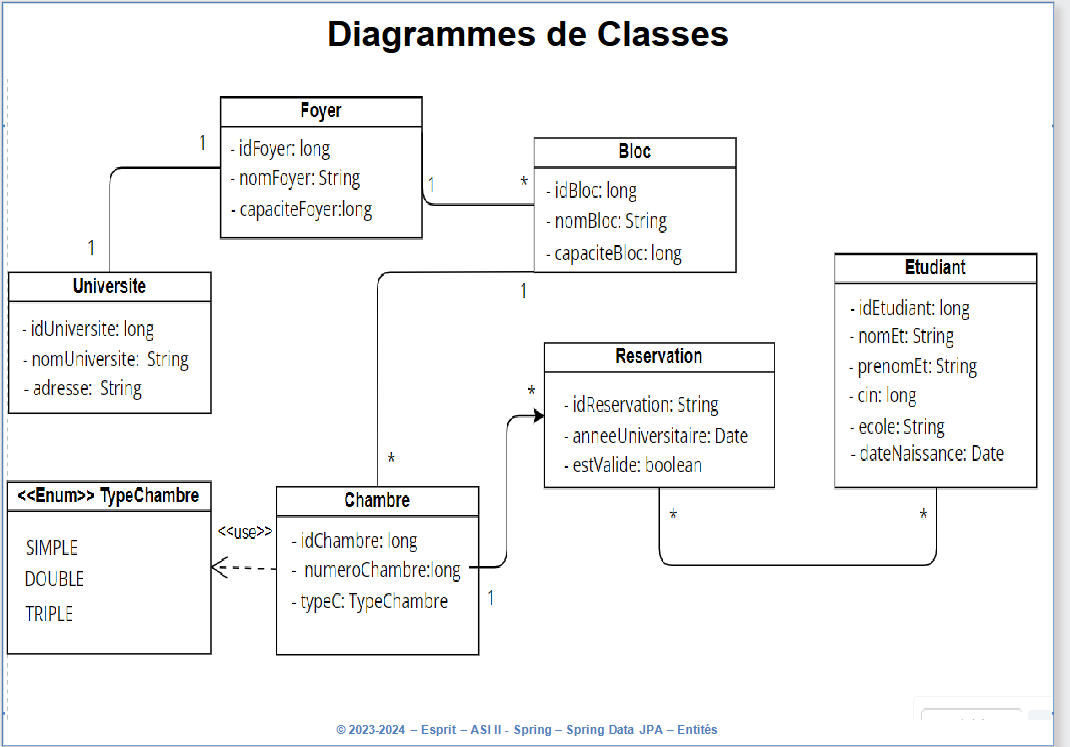 Diagrammes de Classes
Foyer
- idFoyer: long
- nomFoyer: String
- capaciteFoyer:long
1
1
1
*
Bloc
- idBloc: long
- nomBloc: String
- capaciteBloc: long
1
*
Universite
- idUniversite: long
- nomUniversite: String
- adresse: String
Etudiant
- idEtudiant: long
- nomEt: String
- prenomEt: String
- cin: long
- ecole: String
- dateNaissance: Date
Reservation
- idReservation: String
- anneeUniversitaire: Date
- estValide: boolean
*
*
*
<<Enum>> TypeChambre
SIMPLE
DOUBLE
TRIPLE
<<use>>
Chambre
- idChambre: long
- numeroChambre:long
- typeC: TypeChambre
1
© 2023-2024 – Esprit – ASI II - Spring – Spring Data JPA – Entités